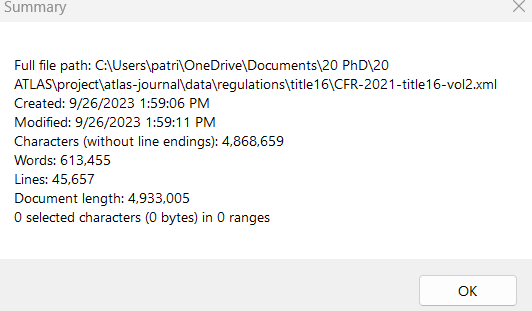 Summary
Full file path: C:\Users\patri\OneDrive\Documents\20 PhD\20
ATLAS\project\atlas-journal\data\regulations\title16\CFR-2021-title16-vol2.xml
Created: 9/26/2023 1:59:06 PM
Modified: 9/26/2023 1:59:11 PM
Characters (without line endings): 4,868,659
Words: 613,455
Lines: 45,657
Document length: 4,933,005
0 selected characters (0 bytes) in 0 ranges
OK